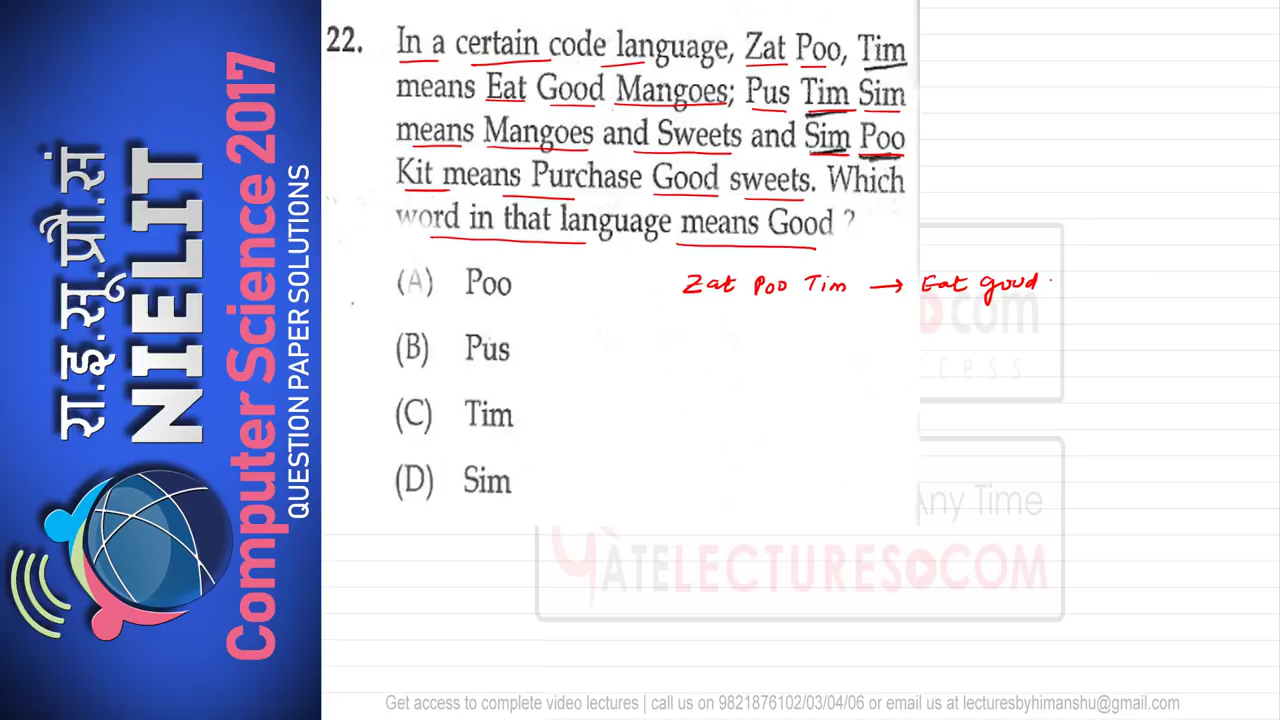 रा.इ.सू.प्रौ.सं
NIELIT
Computer Science 2017
QUESTION PAPER SOLUTIONS
22. In a certain code language, Zat Poo, Tim
means Eat Good Mangoes; Pus Tim Sim
means Mangoes and Sweets and Sim Poo
Kit means Purchase Good sweets. Which
word in that language means Good ?
(A) Poo
Zat Poo Tim → Eat good
(B) Pus
(C) Tim
(D) Sim
com
cess
Any Time
ATELECTURES.COM
Get access to complete video lectures | call us on 9821876102/03/04/06 or email us at lecturesbyhimanshu@gmail.com